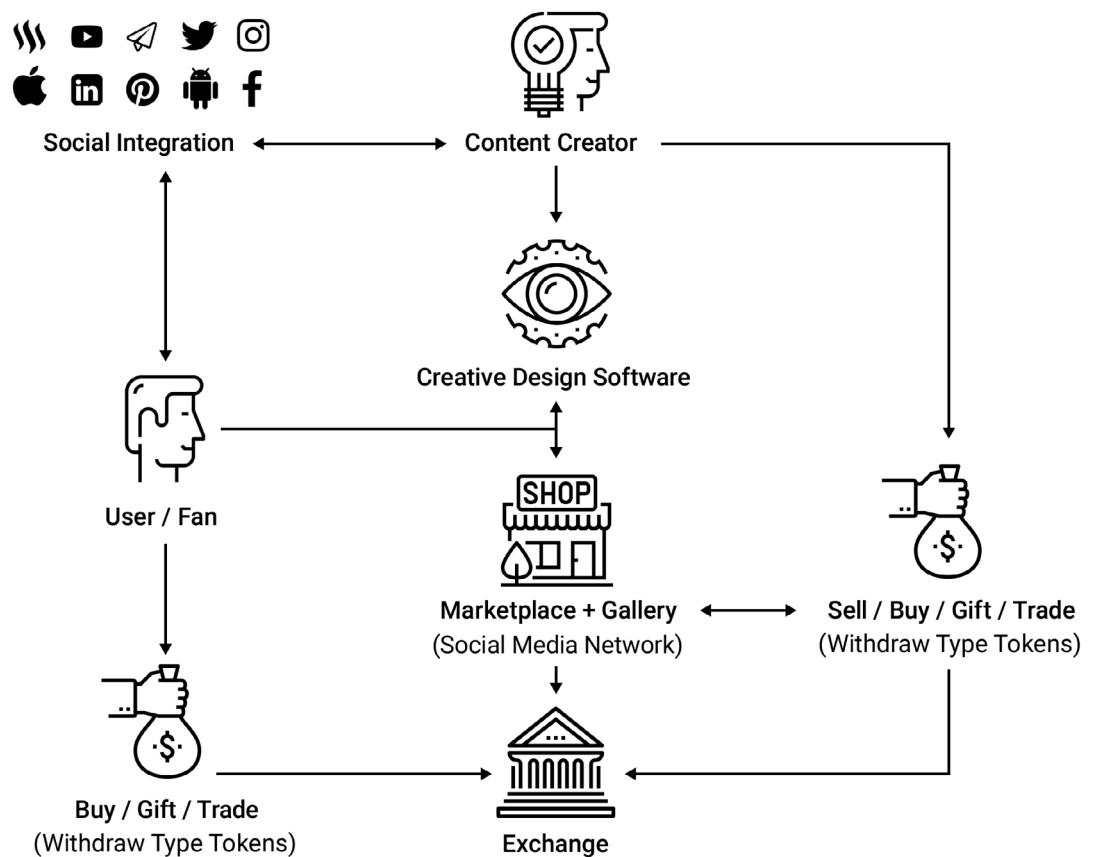 Social Integration
Content Creator
Creative Design Software
User / Fan
SHOP
Marketplace + Gallery
(Social Media Network)
Sell / Buy / Gift / Trade
(Withdraw Type Tokens)
Buy / Gift / Trade
(Withdraw Type Tokens)
Exchange